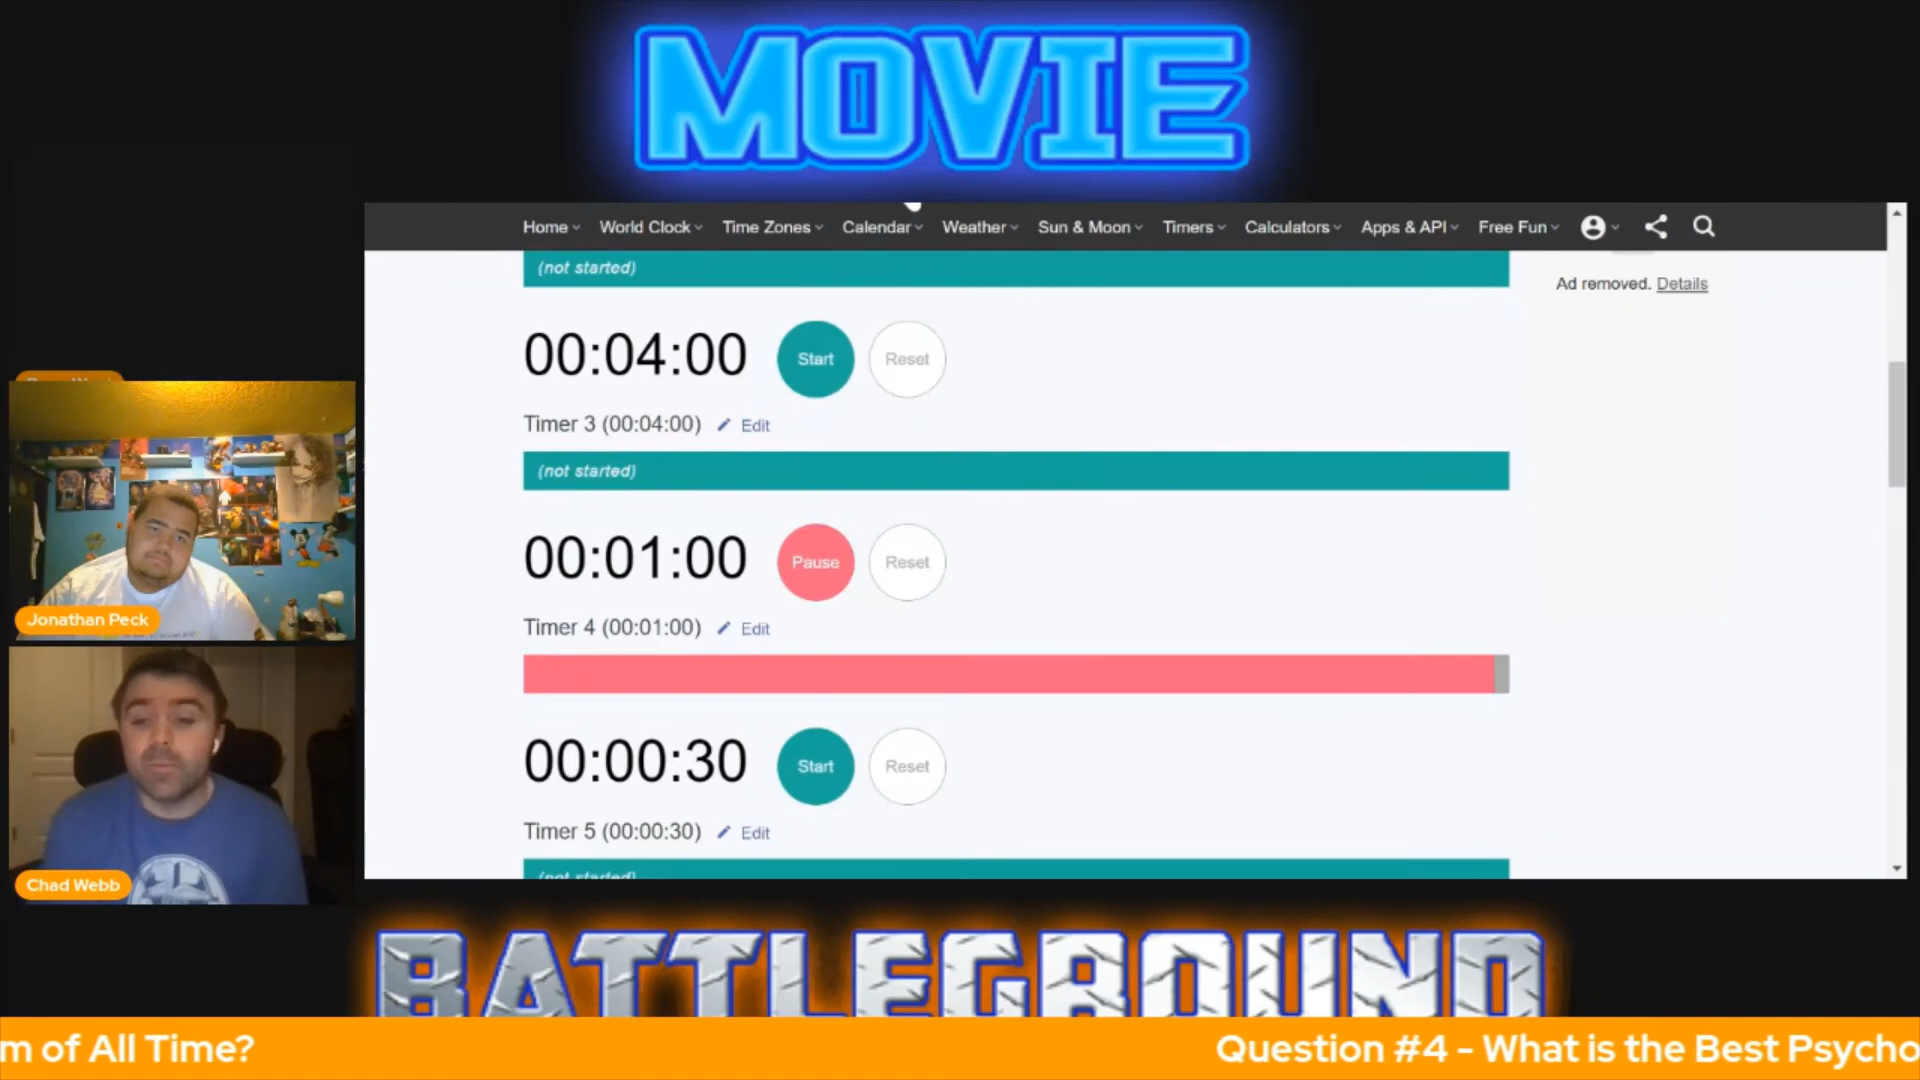 MOVIE
Home World Clock Time Zones Calendar Weather Sun & Moon Timers Calculators Apps & API Free Fun
(not started)
Ad removed. Details
00:04:00 Start Reset
Timer 3 (00:04:00) Edit
(not started)
00:01:00 Pause Reset
Timer 4 (00:01:00) Edit
00:00:30 Start Reset
Timer 5 (00:00:30) Edit
(not started)
Jonathan Peck
Chad Webb
BATTLEGROUND
m of All Time? Question #4 - What is the Best Psycho